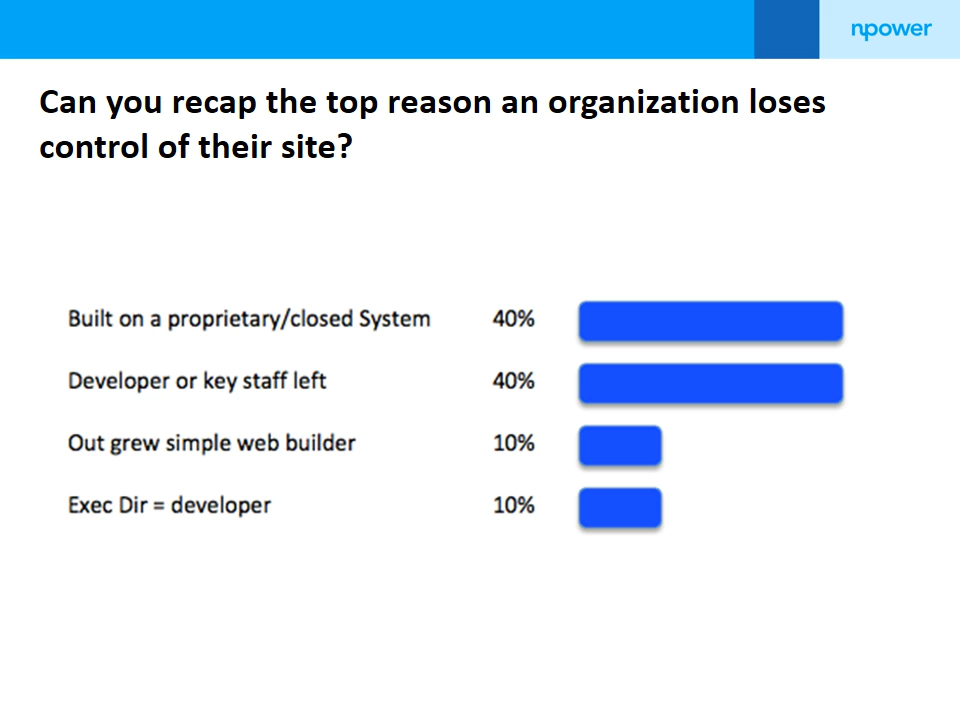 npower
Can you recap the top reason an organization loses
control of their site?
Built on a proprietary/closed System 40%
Developer or key staff left 40%
Out grew simple web builder 10%
Exec Dir = developer 10%